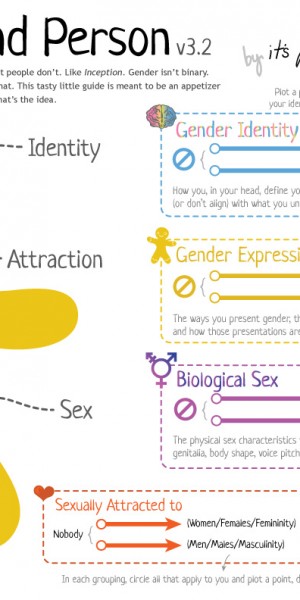 nd Person v3.2
by it's
t people don't. Like Inception. Gender isn't binary.
hat. This tasty little guide is meant to be an appetizer
hat's the idea.
Plot a p
your iden
Identity
Attraction
Sex
Gender Identity
How you, in your head, define you
(or don't align) with what you un
Gender Expressi
The ways you present gender, th
and how those presentations are
Biological Sex
The physical sex characteristics
genitalia, body shape, voice pitch
Sexually Attracted to
Nobody
(Women/Females/Femininity)
(Men/Males/Masculinity)
In each grouping, circle all that apply to you and plot a point, d